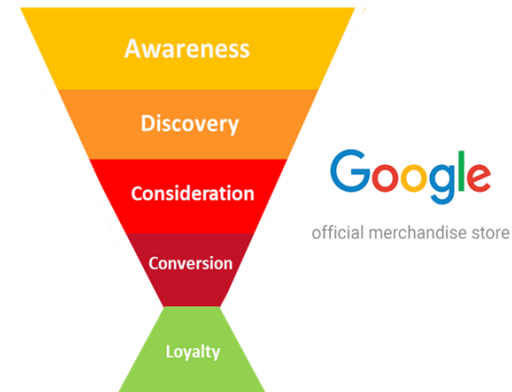 Awareness
Discovery
Consideration
Conversion
Loyalty
Google
official merchandise store